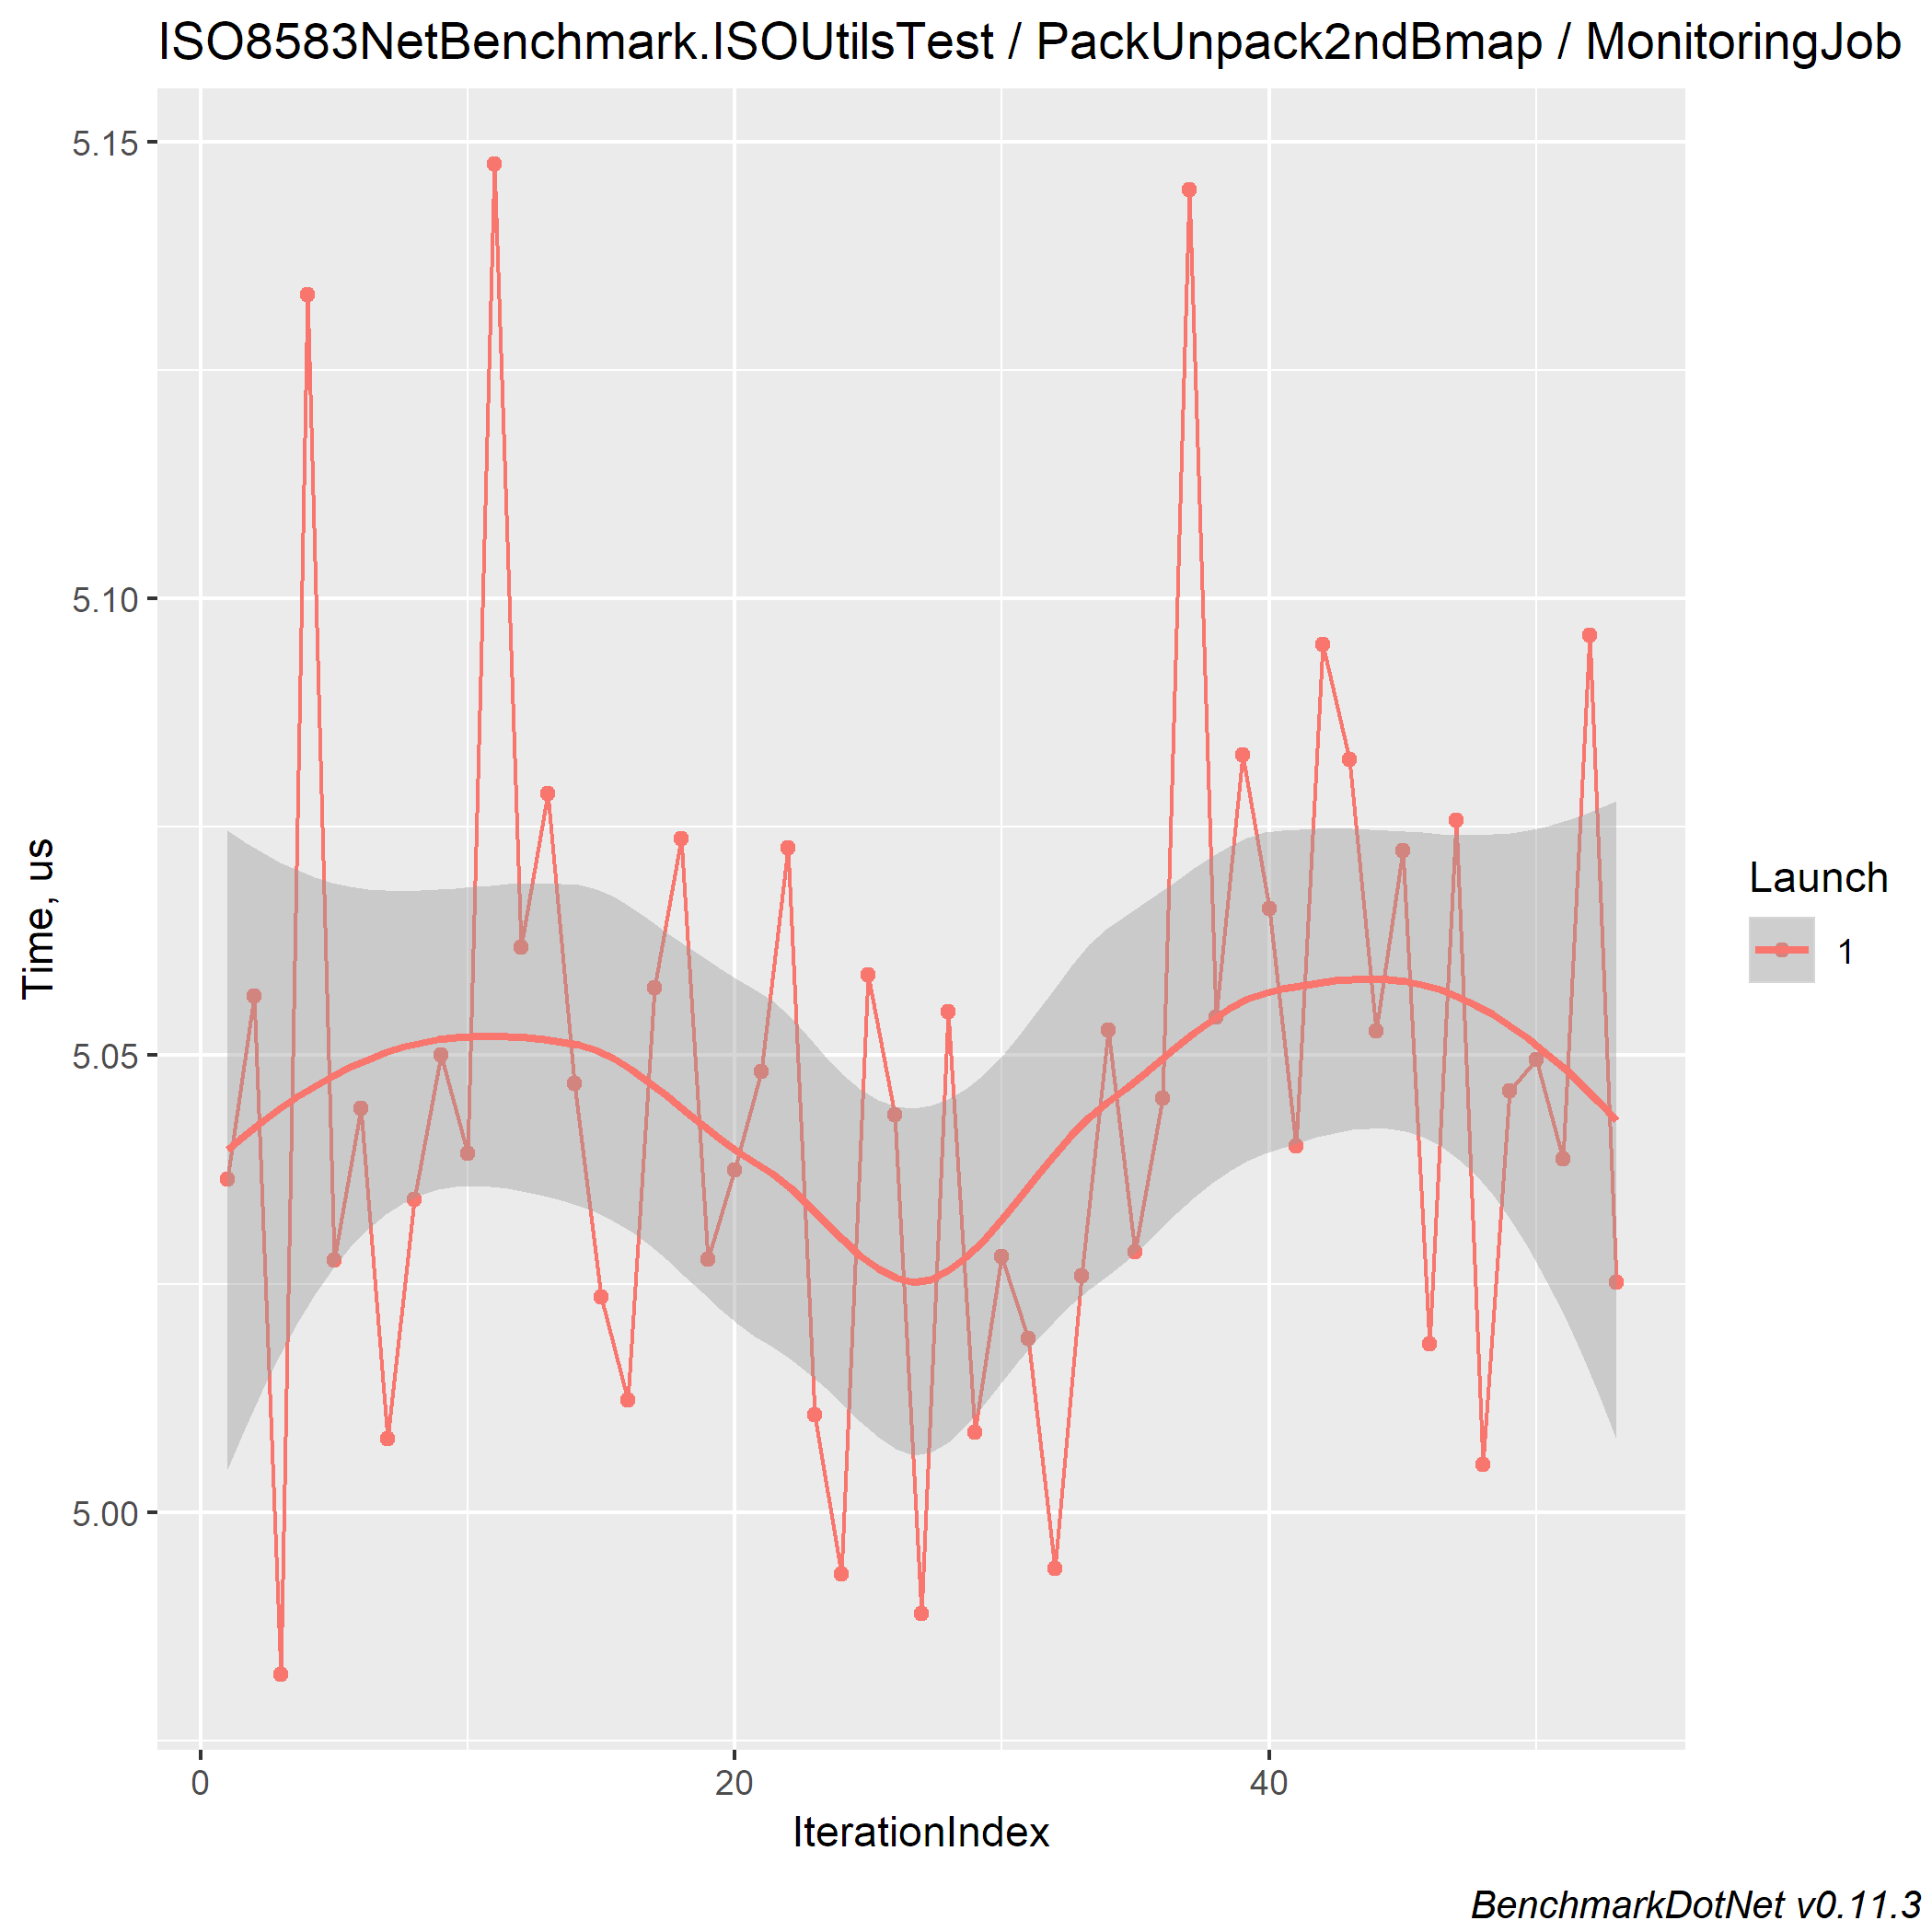 ISO8583NetBenchmark.ISOUtilsTest / PackUnpack2ndBmap / MonitoringJob
5.15
5.10
5.05
5.00
Time, us
0
20
40
IterationIndex
Launch
1
BenchmarkDotNet v0.11.3